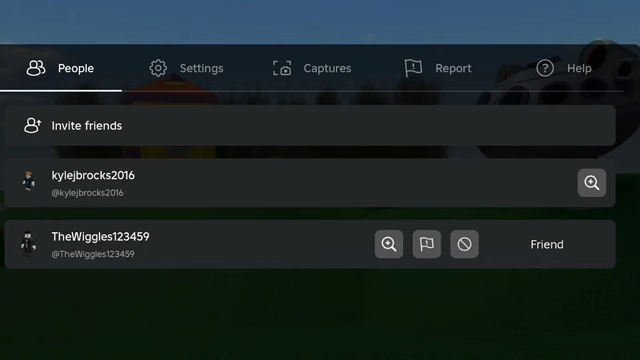 People
Settings
Captures
Report
Help
Invite friends
kylejbrocks2016
@kylejbrocks2016
TheWiggles123459
@TheWiggles123459
Friend